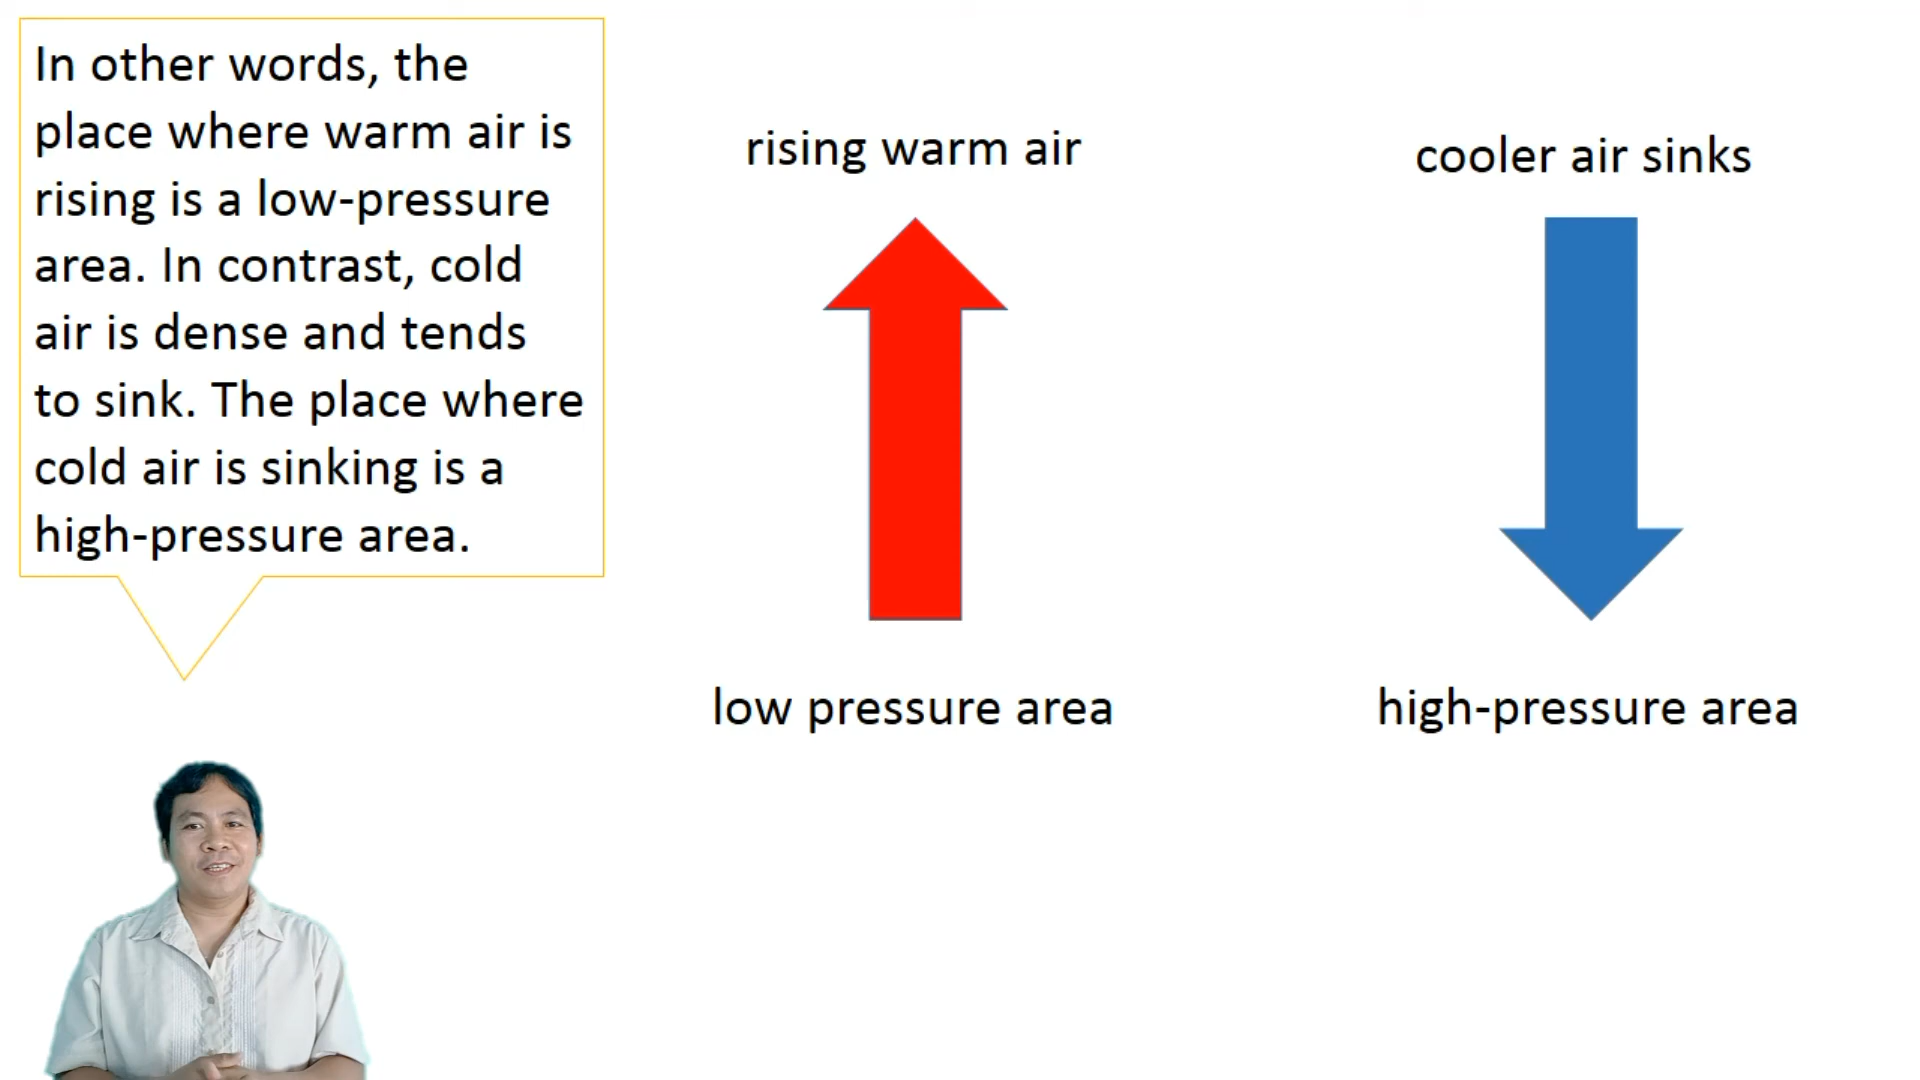 In other words, the
place where warm air is
rising is a low-pressure
area. In contrast, cold
air is dense and tends
to sink. The place where
cold air is sinking is a
high-pressure area.
rising warm air
low pressure area
cooler air sinks
high-pressure area